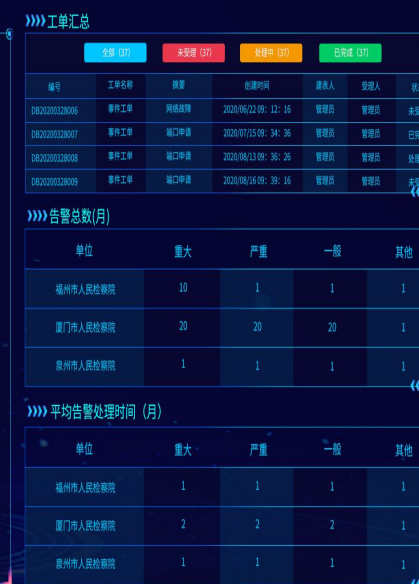 工单汇总
全部 (37) 未受理 (37) 处理中 (37) 已完成 (37)
编号 工单名称 摘要 创建时间 建表人 受理人 状
DB20200328006 事件工单 网络故障 2020/06/22 09: 12: 16 管理员 管理员 未受
DB20200328007 事件工单 端口申请 2020/07/15 09: 34: 36 管理员 管理员 已完
DB20200328008 事件工单 端口申请 2020/08/13 09: 36: 26 管理员 管理员 处理
DB20200328009 事件工单 端口申请 2020/08/16 09: 39: 16 管理员 管理员 未受
告警总数(月)
单位 重大 严重 一般 其他
福州市人民检察院 10 1 1 1
厦门市人民检察院 20 20 20 1
泉州市人民检察院 1 1 1 1
平均告警处理时间 (月)
单位 重大 严重 一般 其他
福州市人民检察院 1 1 1 1
厦门市人民检察院 2 2 2 1
泉州市人民检察院 1 1 1 1